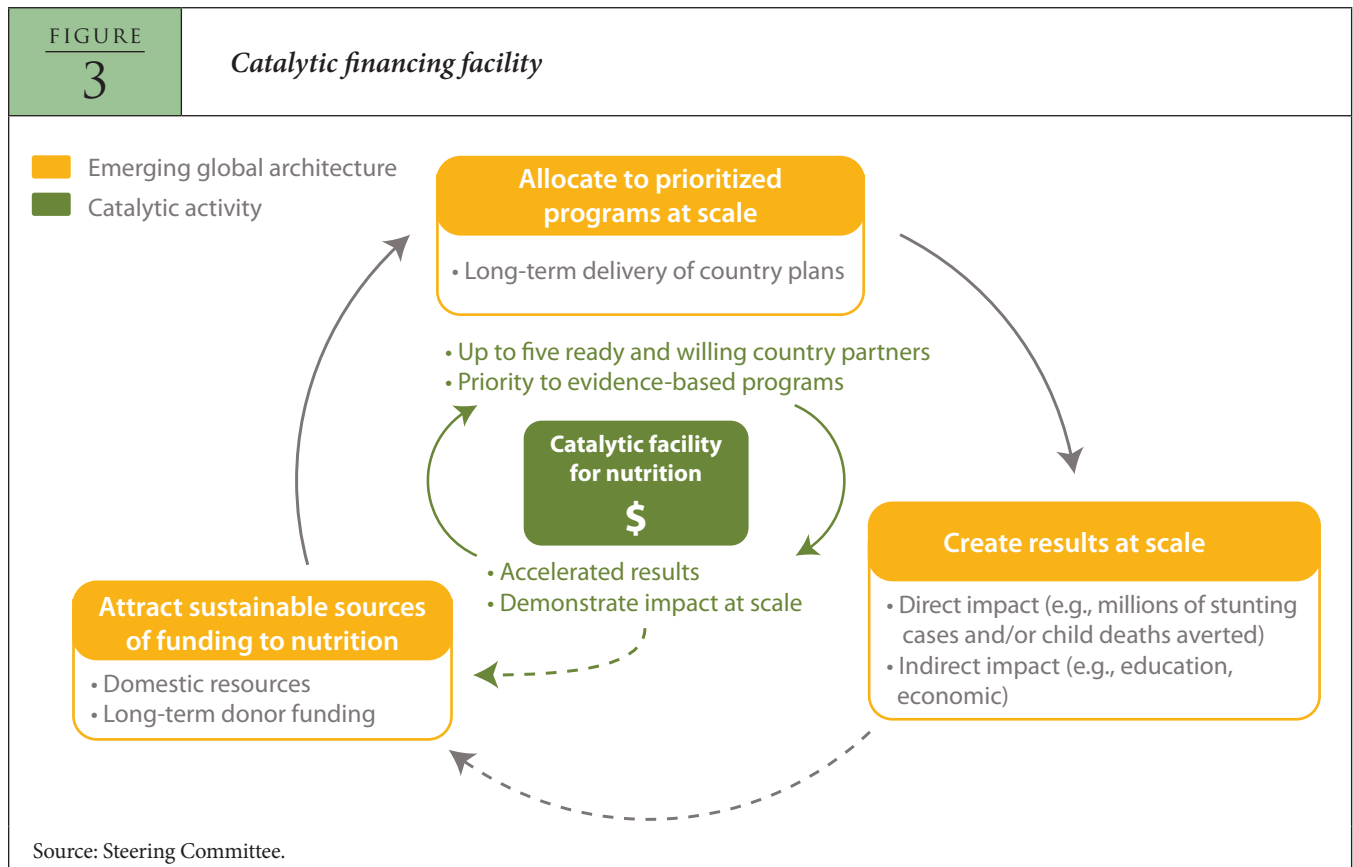 FIGURE
3
Catalytic financing facility
Emerging global architecture
Catalytic activity
Allocate to prioritized
programs at scale
• Long-term delivery of country plans
• Up to five ready and willing country partners
• Priority to evidence-based programs
Catalytic facility
for nutrition
$
• Accelerated results
• Demonstrate impact at scale
Create results at scale
• Direct impact (e.g., millions of stunting
cases and/or child deaths averted)
• Indirect impact (e.g., education,
economic)
Attract sustainable sources
of funding to nutrition
• Domestic resources
• Long-term donor funding
Source: Steering Committee.